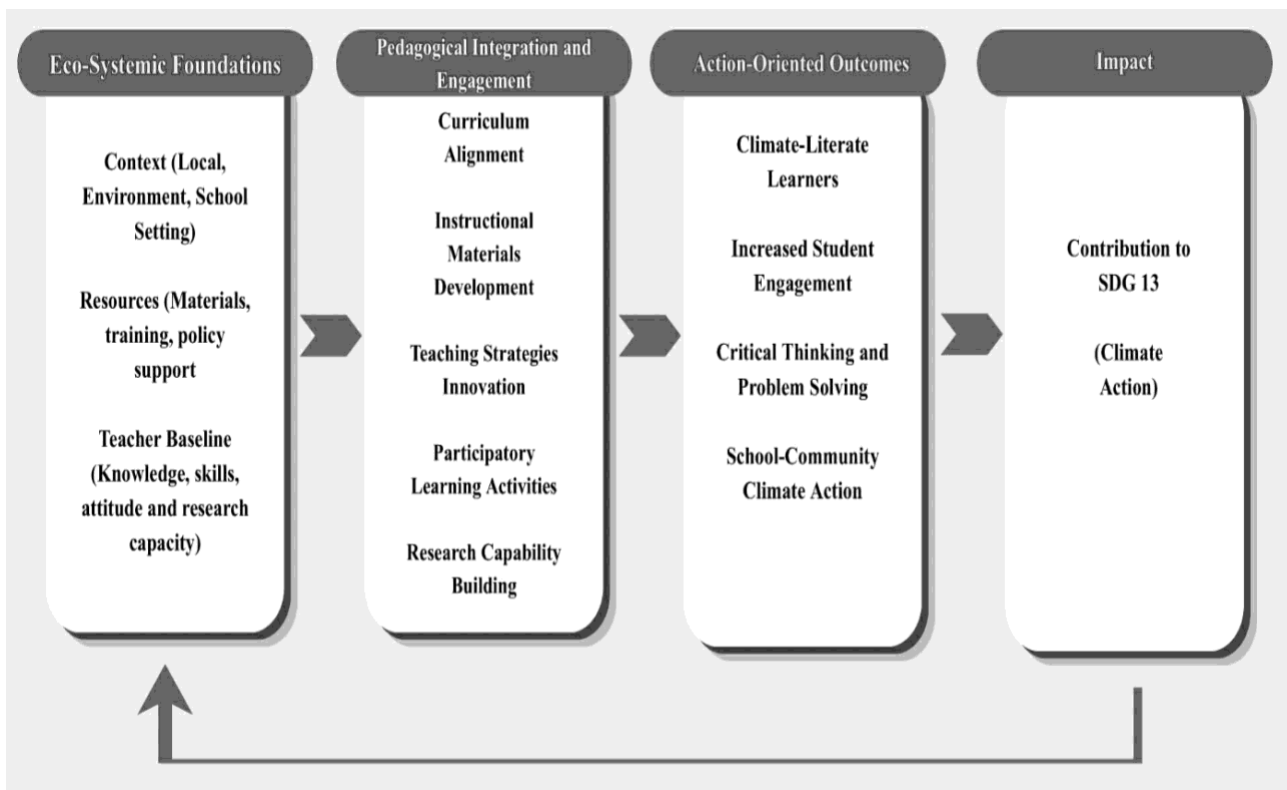 Eco-Systemic Foundations
Context (Local,
Environment, School
Setting)
Resources (Materials,
training, policy
support
Teacher Baseline
(Knowledge, skills,
attitude and research
capacity)
Pedagogical Integration and
Engagement
Curriculum
Alignment
Instructional
Materials
Development
Teaching Strategies
Innovation
Participatory
Learning Activities
Research Capability
Building
Action-Oriented Outcomes
Climate-Literate
Learners
Increased Student
Engagement
Critical Thinking and
Problem Solving
School-Community
Climate Action
Impact
Contribution to
SDG 13
(Climate
Action)